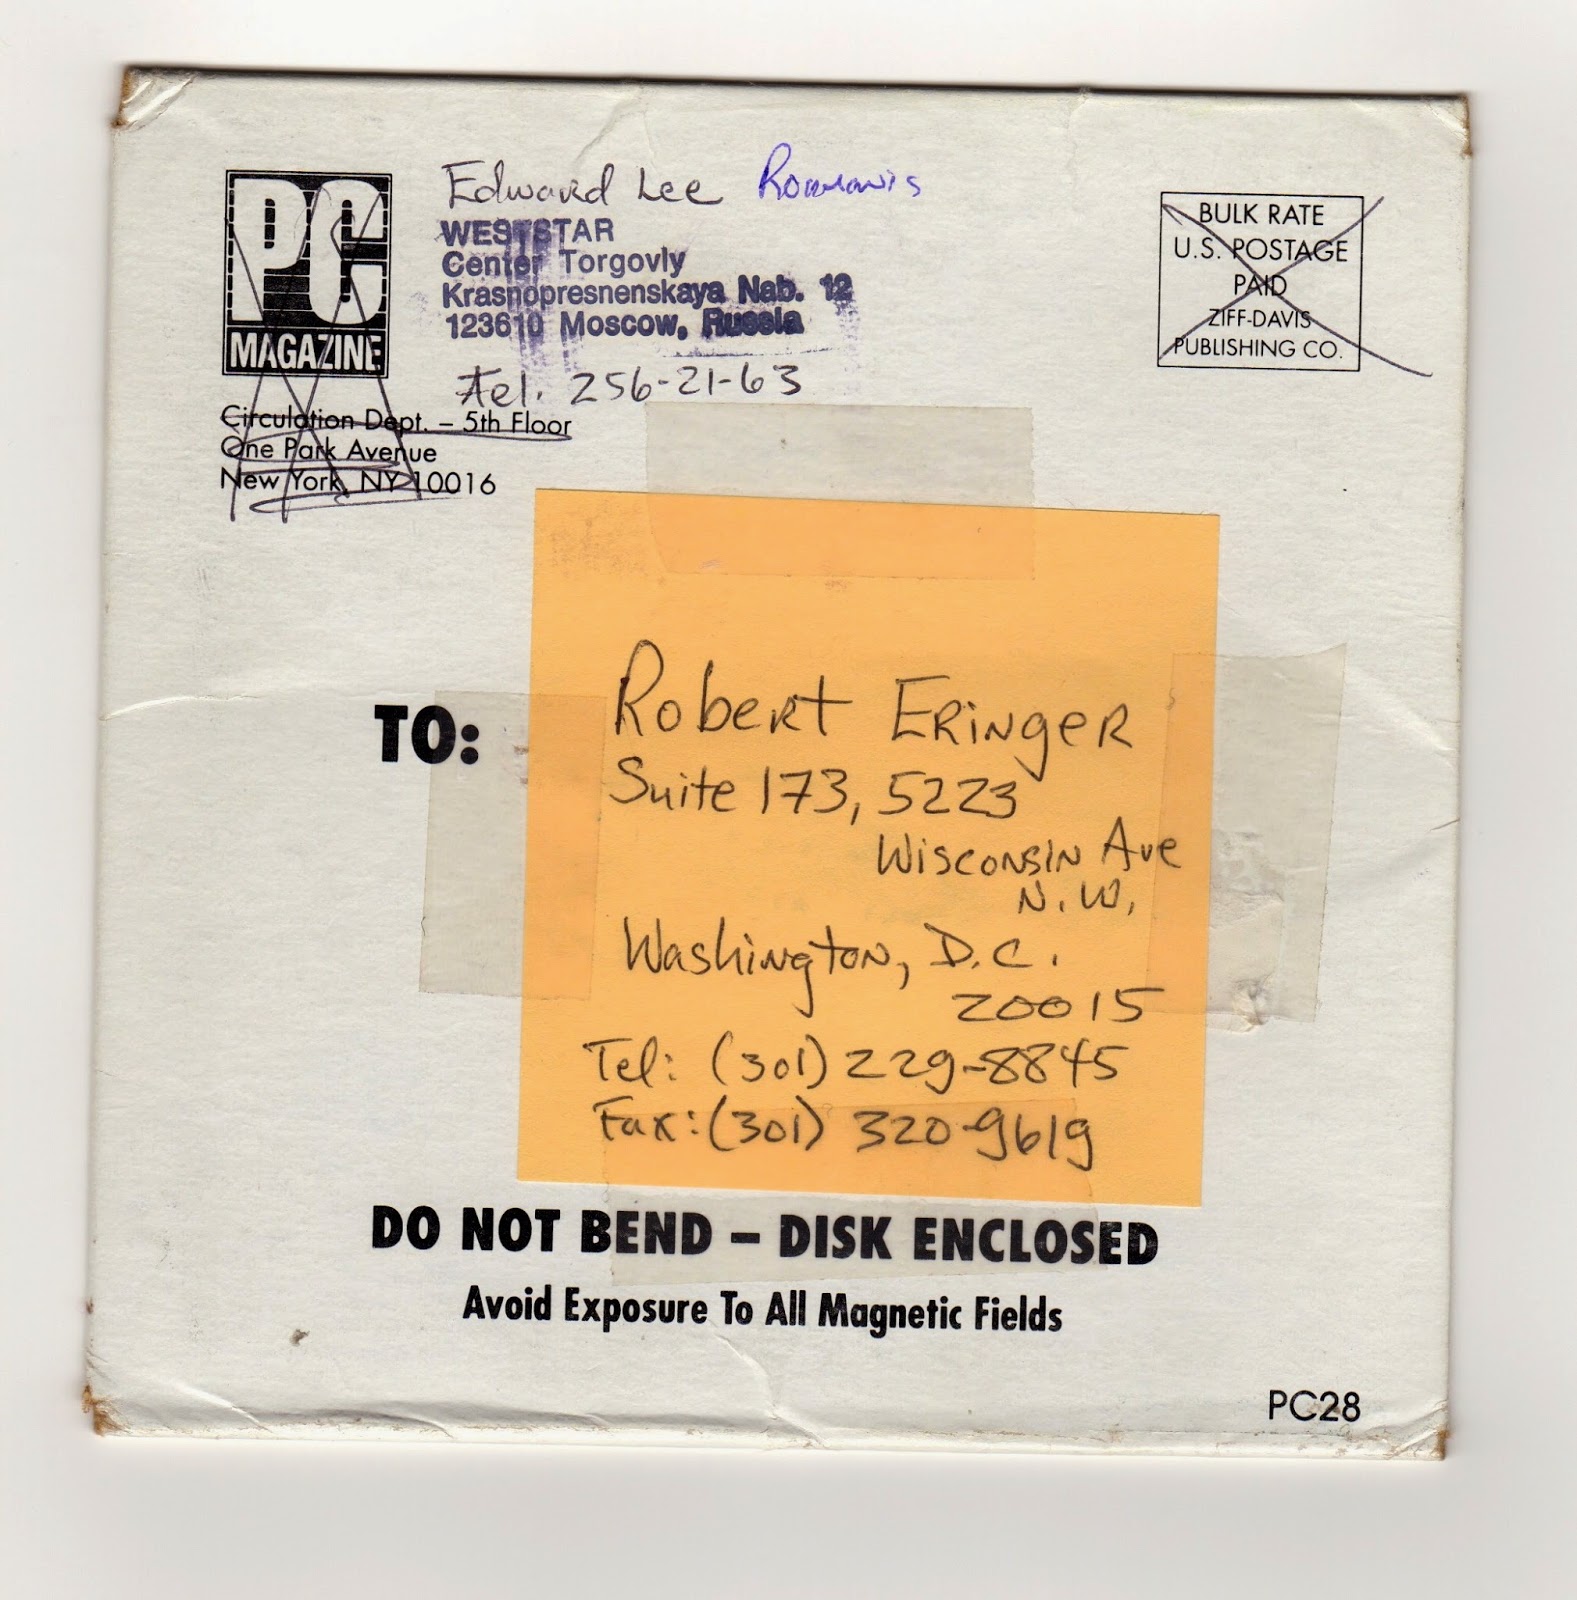 PC
MAGAZINE
Circulation Dept. – 5th Floor
One Park Avenue
New York, NY 10016
Edward Lee
WESTSTAR
Center Torgovly
Krasnopresnenskaya Nab. 12
123610 Moscow, Russia
Tel. 256-21-63
BULK RATE
U.S. POSTAGE
PAID
ZIFF-DAVIS
PUBLISHING CO.
TO:
Robert Eringer
Suite 173, 5223
Wisconsin Ave
N.W,
Washington, D.C.
20015
Tel: (301) 229-8845
Fax: (301) 320-9619
DO NOT BEND – DISK ENCLOSED
Avoid Exposure To All Magnetic Fields
PC28